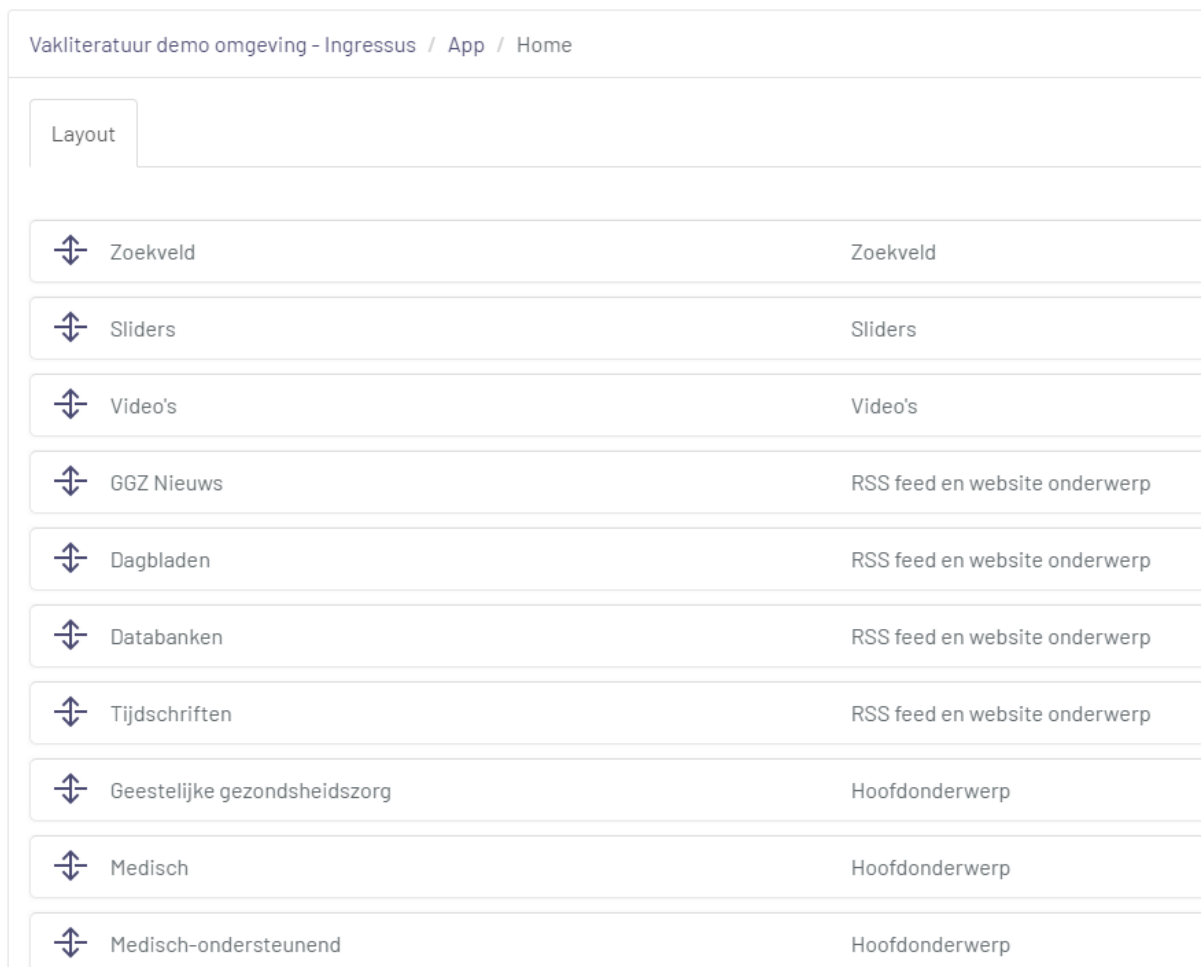 Vakliteratuur demo omgeving - Ingressus / App / Home
Layout
Zoekveld Zoekveld
Sliders Sliders
Video's Video's
GGZ Nieuws RSS feed en website onderwerp
Dagbladen RSS feed en website onderwerp
Databanken RSS feed en website onderwerp
Tijdschriften RSS feed en website onderwerp
Geestelijke gezondsheidszorg Hoofdonderwerp
Medisch Hoofdonderwerp
Medisch-ondersteunend Hoofdonderwerp